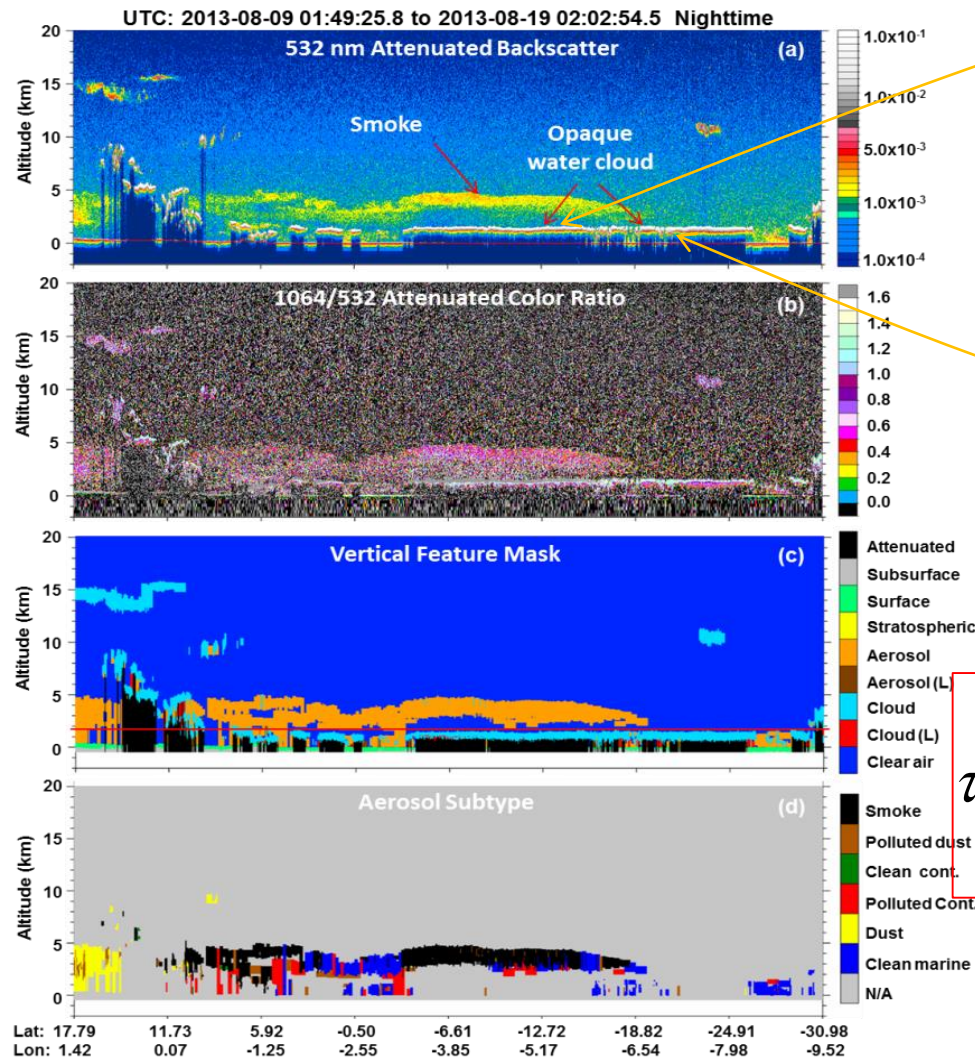 UTC: 2013-08-09 01:49:25.8 to 2013-08-19 02:02:54.5 Nighttime
532 nm Attenuated Backscatter
(a)
Smoke
Opaque
water cloud
Altitude (km)
20
15
10
5
0
1.0x10⁻¹
1.0x10⁻²
5.0x10⁻³
1.0x10⁻³
1.0x10⁻⁴
1064/532 Attenuated Color Ratio
(b)
Altitude (km)
20
15
10
5
0
1.6
1.4
1.2
1.0
0.8
0.6
0.4
0.2
0.0
Vertical Feature Mask
(c)
Altitude (km)
20
15
10
5
0
Attenuated
Subsurface
Surface
Stratospheric
Aerosol
Aerosol (L)
Cloud
Cloud (L)
Clear air
Aerosol Subtype
(d)
Altitude (km)
20
15
10
5
0
Smoke
Polluted dust
Clean cont.
Polluted Cont.
Dust
Clean marine
N/A
τ
Lat: 17.79 11.73 5.92 -0.50 -6.61 -12.72 -18.82 -24.91 -30.98
Lon: 1.42 0.07 -1.25 -2.55 -3.85 -5.17 -6.54 -7.98 -9.52